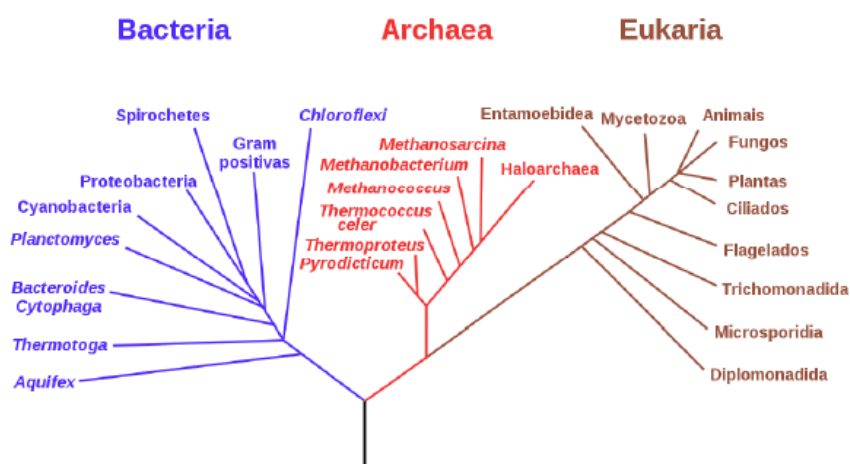 Bacteria
Archaea
Eukaria
Spirochetes
Chloroflexi
Gram
positivas
Proteobacteria
Cyanobacteria
Planctomyces
Bacteroides
Cytophaga
Thermotoga
Aquifex
Methanosarcina
Methanobacterium
Haloarchaea
Methanococcus
Thermococcus
celer
Thermoproteus
Pyrodicticum
Entamoebidea
Mycetozoa
Animais
Fungos
Plantas
Ciliados
Flagelados
Trichomonadida
Microsporidia
Diplomonadida